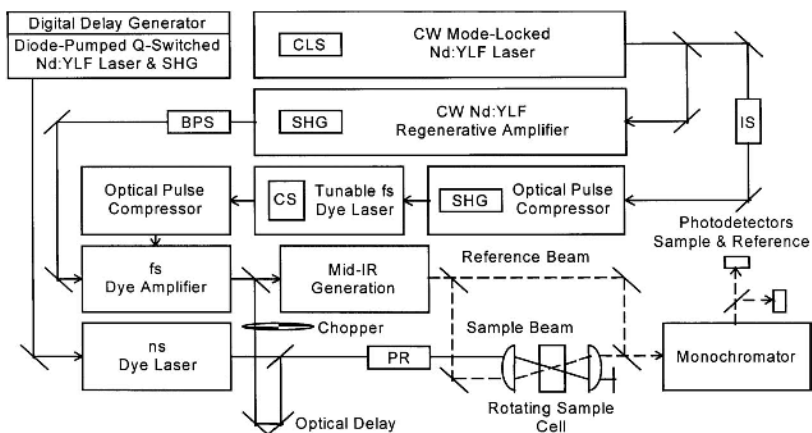 Digital Delay Generator
Diode-Pumped Q-Switched
Nd:YLF Laser & SHG
CLS
CW Mode-Locked
Nd:YLF Laser
BPS
SHG
CW Nd:YLF
Regenerative Amplifier
IS
Optical Pulse
Compressor
CS
Tunable fs
Dye Laser
SHG
Optical Pulse
Compressor
Photodetectors
Sample & Reference
fs
Dye Amplifier
Mid-IR
Generation
Reference Beam
Chopper
ns
Dye Laser
PR
Sample Beam
Monochromator
Rotating Sample
Cell
Optical Delay